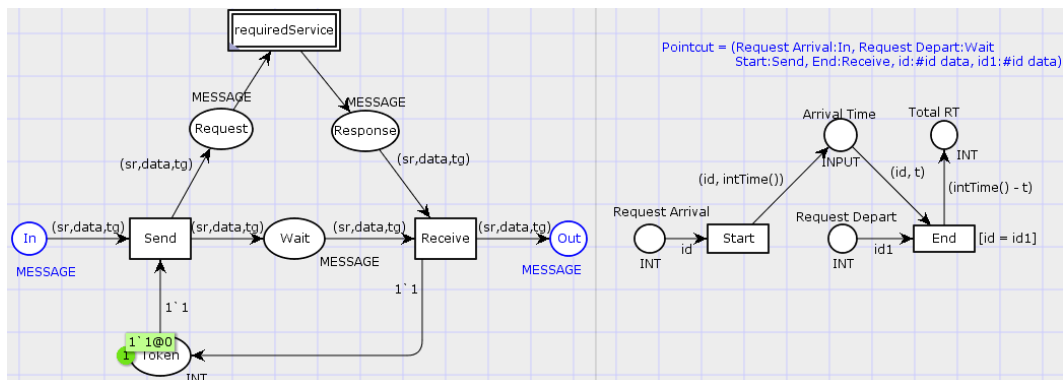 requiredService
MESSAGE
Request
MESSAGE
Response
(sr,data,tg)
(sr,data,tg)
In
(sr,data,tg)
Send
(sr,data,tg)
Wait
(sr,data,tg)
Receive
(sr,data,tg)
Out
MESSAGE
MESSAGE
MESSAGE
1`1
1`1
1`1@0
1
Token
INT
Pointcut = (Request Arrival:In, Request Depart:Wait
Start:Send, End:Receive, id:#id data, id1:#id data)
Arrival Time
Total RT
INPUT
INT
(id, intTime())
(id, t)
(intTime() - t)
Request Arrival
Request Depart
id
Start
id1
End
[id = id1]
INT
INT